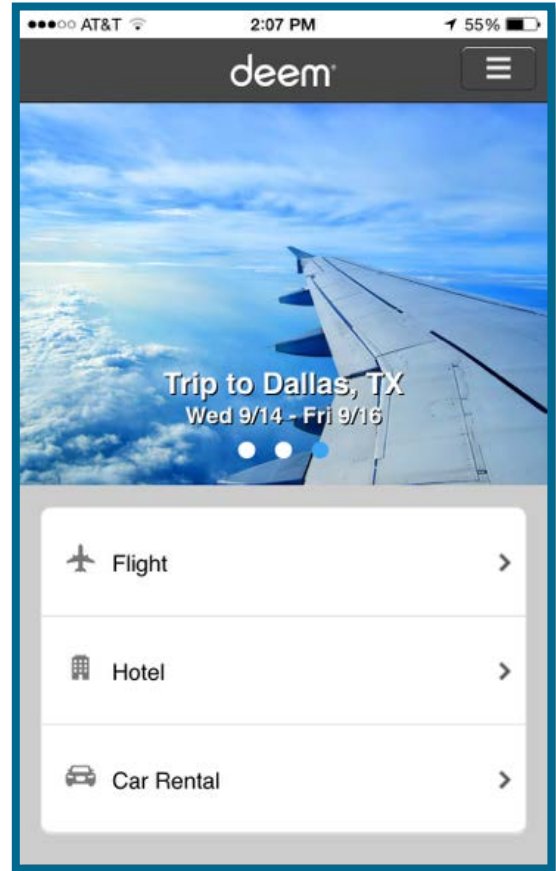 AT&T 2:07 PM 55%
deem
Trip to Dallas, TX
Wed 9/14 - Fri 9/16
Flight
Hotel
Car Rental